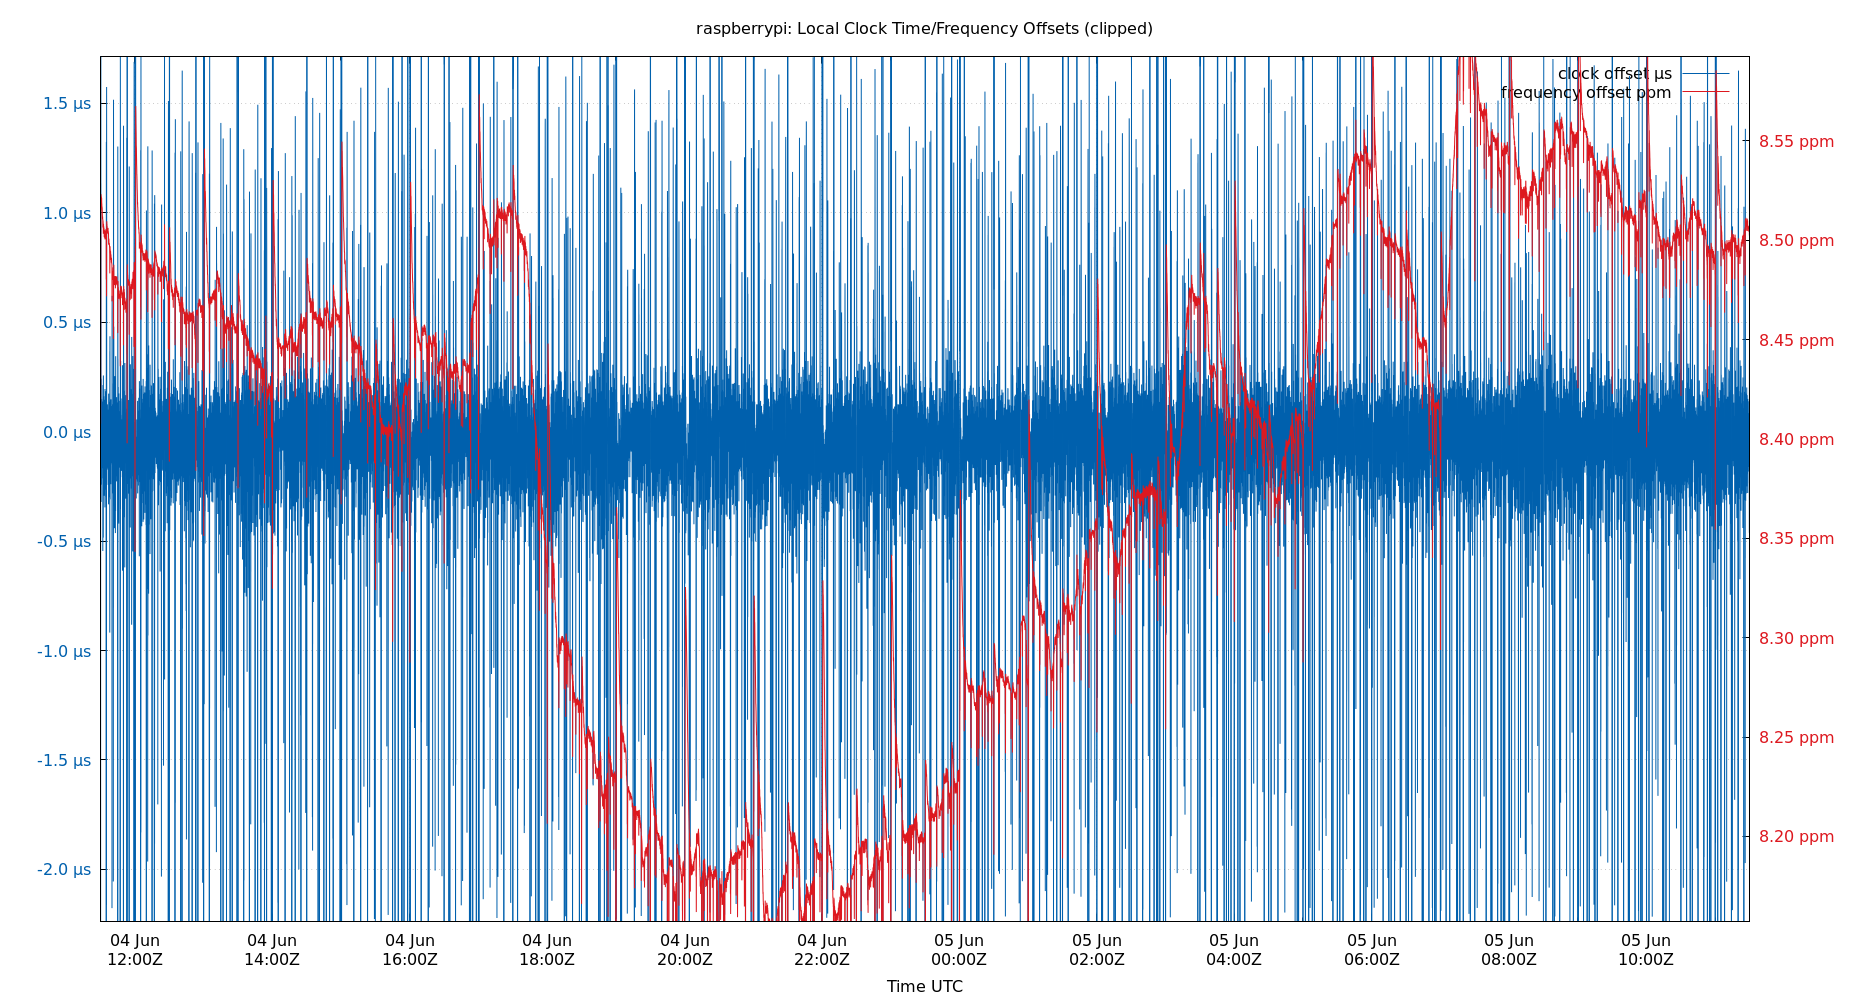 raspberrypi: Local Clock Time/Frequency Offsets (clipped)
clock offset µs
frequency offset ppm
1.5 µs
1.0 µs
0.5 µs
0.0 µs
-0.5 µs
-1.0 µs
-1.5 µs
-2.0 µs
8.55 ppm
8.50 ppm
8.45 ppm
8.40 ppm
8.35 ppm
8.30 ppm
8.25 ppm
8.20 ppm
04 Jun 04 Jun 04 Jun 04 Jun 04 Jun 04 Jun 05 Jun 05 Jun 05 Jun 05 Jun 05 Jun 05 Jun
12:00Z 14:00Z 16:00Z 18:00Z 20:00Z 22:00Z 00:00Z 02:00Z 04:00Z 06:00Z 08:00Z 10:00Z
Time UTC